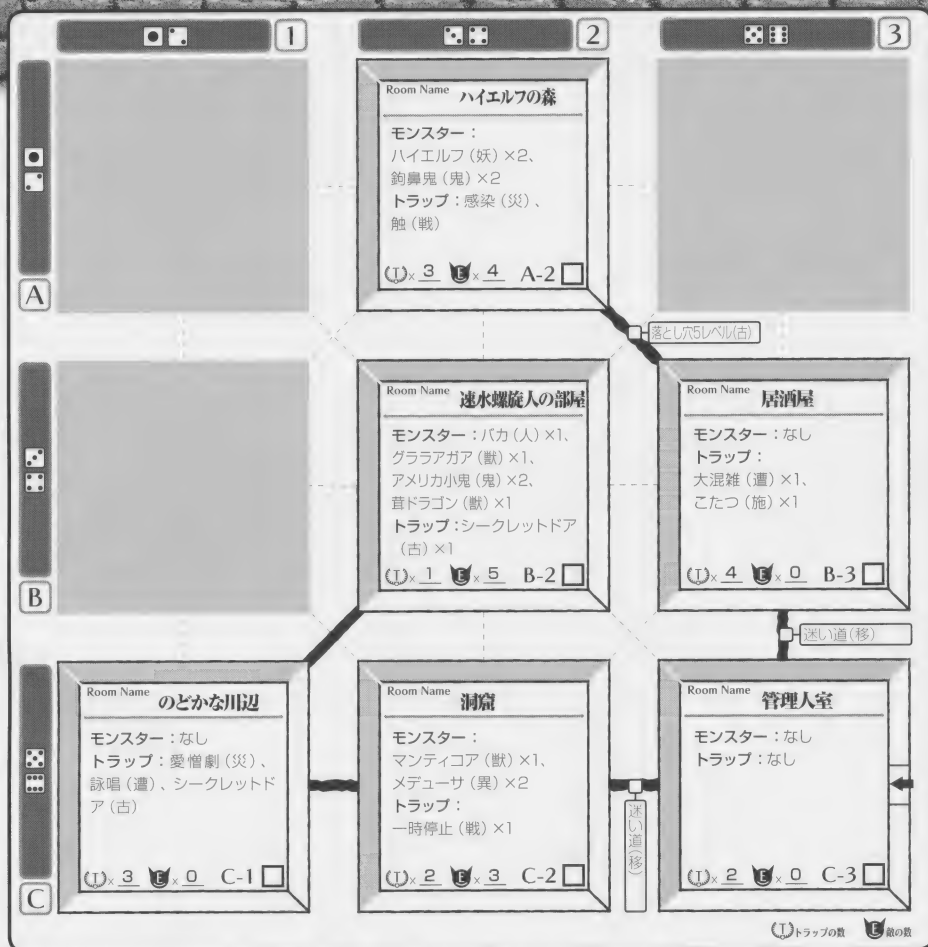 1
2
3
A
Room Name ハイエルフの森
モンスター：
ハイエルフ（妖）×2、
鉤鼻鬼（鬼）×2
トラップ：感染（災）、
触（戦）
(T)× 3 E× 4 A-2
落とし穴5レベル(古)
B
Room Name 速水螺旋人の部屋
モンスター：バカ（人）×1、
グララアガア（獣）×1、
アメリカ小鬼（鬼）×2、
茸ドラゴン（獣）×1
トラップ：シークレットドア
（古）×1
(T)× 1 E× 5 B-2
Room Name 居酒屋
モンスター：なし
トラップ：
大混雑（遭）×1、
こたつ（施）×1
(T)× 4 E× 0 B-3
迷い道(移)
C
Room Name のどかな川辺
モンスター：なし
トラップ：愛憎劇（災）、
詠唱（遭）、シークレットド
ア（古）
(T)× 3 E× 0 C-1
Room Name 洞窟
モンスター：
マンティコア（獣）×1、
メデューサ（異）×2
トラップ：
一時停止（戦）×1
(T)× 2 E× 3 C-2
迷い道(移)
Room Name 管理人室
モンスター：なし
トラップ：なし
(T)× 2 E× 0 C-3
(T)トラップの数 E敵の数